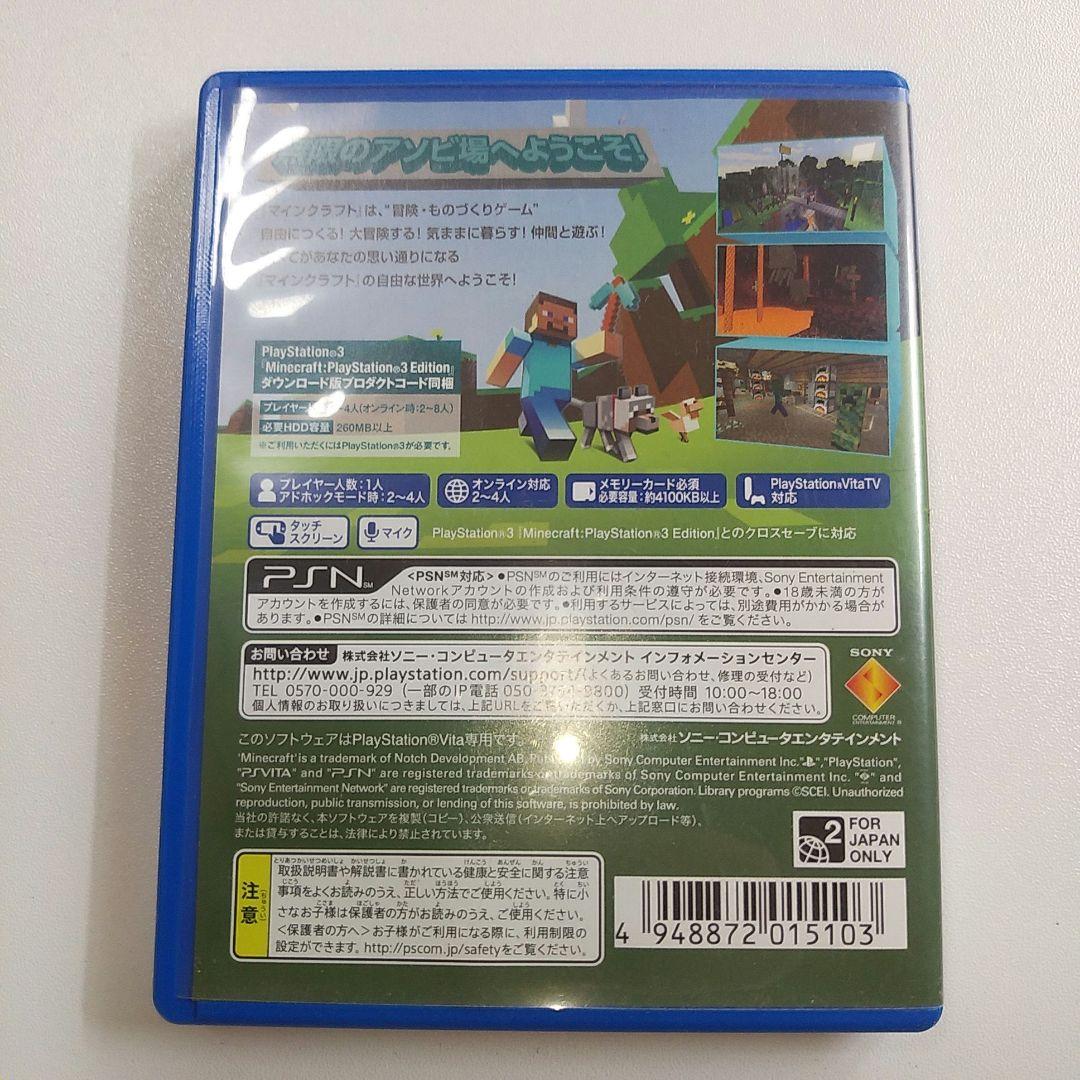 限のアソビ場へようこそ!
『マインクラフト』は、“冒険・ものづくりゲーム”
自由につくる! 大冒険する! 気ままに暮らす! 仲間と遊ぶ!
てがあなたの思い通りになる
『マインクラフト』の自由な世界へようこそ!
PlayStation®3
『Minecraft:PlayStation®3 Edition』
ダウンロード版プロダクトコード同梱
プレイヤー ～4人(オンライン時:2～8人)
必要HDD容量 260MB以上
※ご利用いただくにはPlayStation®3が必要です。
プレイヤー人数:1人
アドホックモード時:2～4人
オンライン対応
2～4人
メモリーカード必須
必要容量:約4100KB以上
PlayStation®VitaTV
対応
タッチ
スクリーン
マイク
PlayStation®3『Minecraft:PlayStation®3 Edition』とのクロスセーブに対応
PSN SM
<PSN℠対応> ●PSN℠のご利用にはインターネット接続環境、Sony Entertainment
Networkアカウントの作成および利用条件の遵守が必要です。●18歳未満の方が
アカウントを作成するには、保護者の同意が必要です。●利用するサービスによっては、別途費用がかかる場合が
あります。●PSN℠の詳細については http://www.jp.playstation.com/psn/ をご覧ください。
お問い合わせ 株式会社ソニー・コンピュータエンタテインメント インフォメーションセンター
http://www.jp.playstation.com/support/(よくあるお問い合わせ、修理の受付など)
TEL 0570-000-929 (一部のIP電話 050-3754-9800) 受付時間 10:00～18:00
個人情報のお取り扱いにつきましては、上記URLをご覧いただくか、上記窓口にお問い合わせください。
SONY
COMPUTER
ENTERTAINMENT ®
このソフトウェアはPlayStation®Vita専用です。
株式会社ソニー・コンピュータエンタテインメント
'Minecraft'is a trademark of Notch Development AB, Published by Sony Computer Entertainment Inc. "PlayStation",
"PSVITA" and "PSN" are registered trademarks or trademarks of Sony Computer Entertainment Inc. "" and
"Sony Entertainment Network" are registered trademarks or trademarks of Sony Corporation. Library programs ©SCEI. Unauthorized
reproduction, public transmission, or lending of this software, is prohibited by law.
当社の許諾なく、本ソフトウェアを複製(コピー)、公衆送信(インターネット上へアップロード等)、
または貸与することは、法律により禁止されています。
2
FOR
JAPAN
ONLY
注意
(ちゅうい)
取扱説明書や解説書に書かれている健康と安全に関する注意
事項をよくお読みのうえ、正しい方法でご使用ください。特に小
さなお子様は保護者の方がお読みのうえ、ご使用ください。
<保護者の方へ> お子様がご利用になる際に、利用制限の
設定ができます。http://pscom.jp/safetyをご覧ください。
4 948872 015103